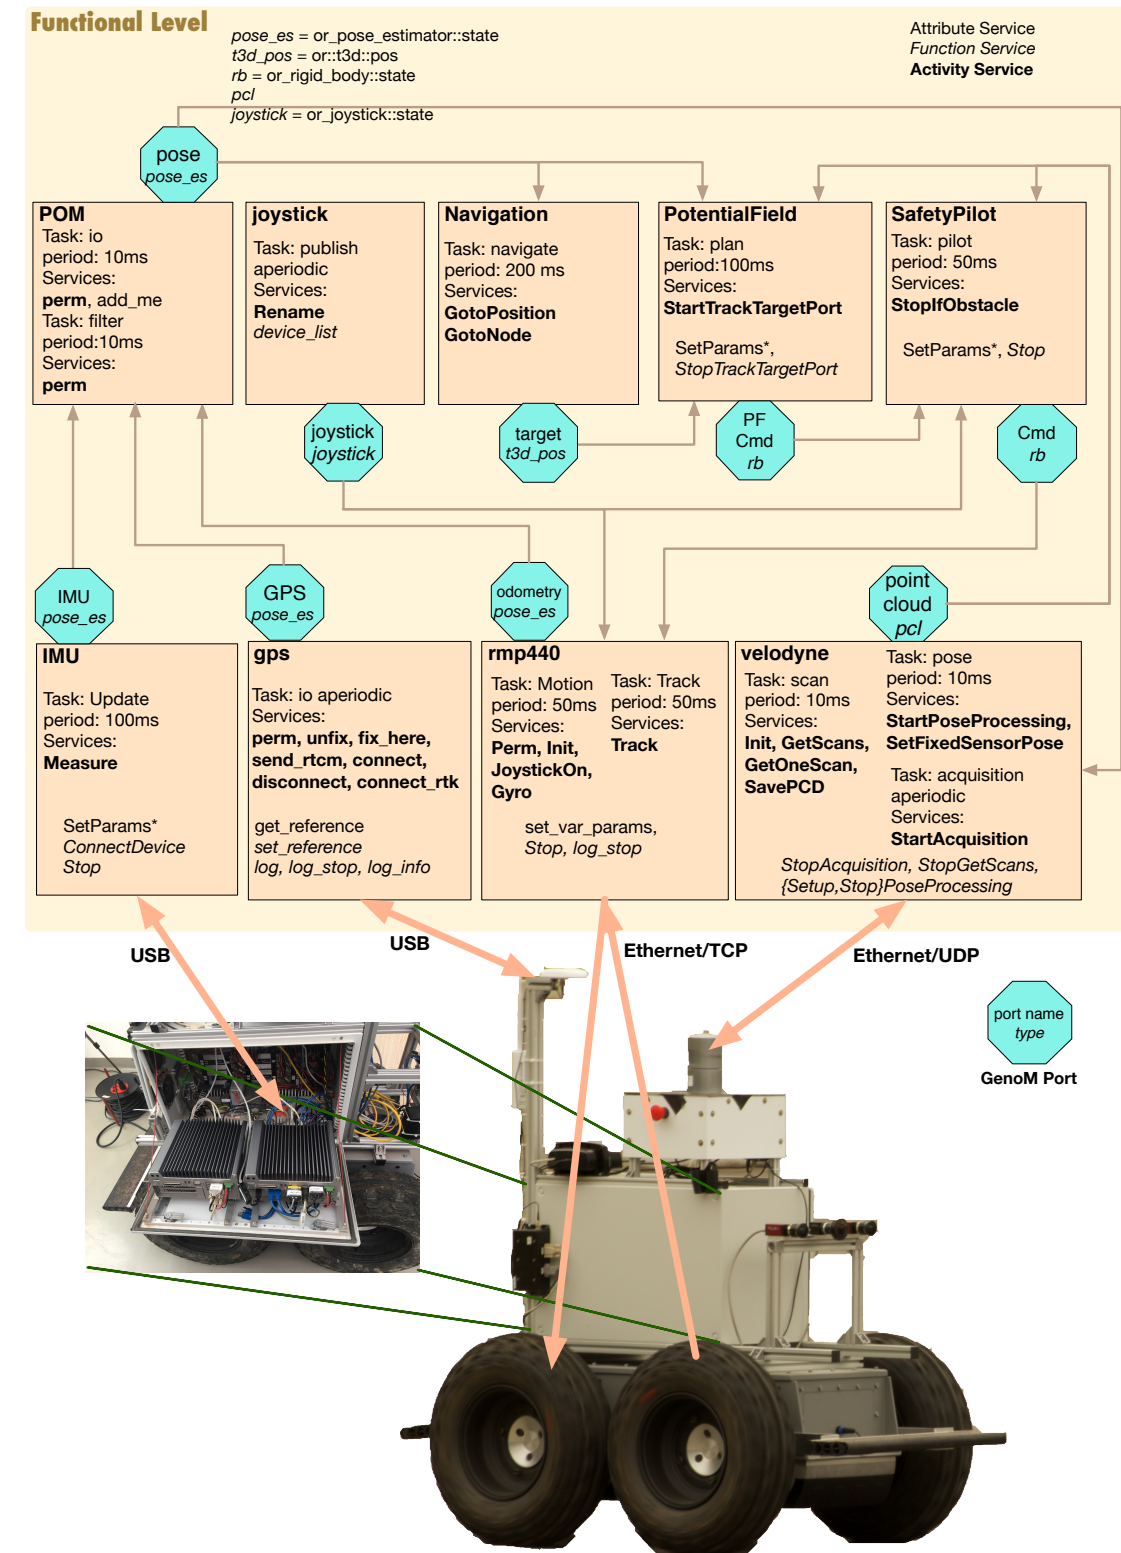 Functional Level
pose_es = or_pose_estimator::state
t3d_pos = or::t3d::pos
rb = or_rigid_body::state
pcl
joystick = or_joystick::state
Attribute Service
Function Service
Activity Service
pose
pose_es
POM
Task: io
period: 10ms
Services:
perm, add_me
Task: filter
period:10ms
Services:
perm
joystick
Task: publish
aperiodic
Services:
Rename
device_list
Navigation
Task: navigate
period: 200 ms
Services:
GotoPosition
GotoNode
PotentialField
Task: plan
period:100ms
Services:
StartTrackTargetPort
SetParams*,
StopTrackTargetPort
SafetyPilot
Task: pilot
period: 50ms
Services:
StopIfObstacle
SetParams*, Stop
joystick
joystick
target
t3d_pos
PF
Cmd
rb
Cmd
rb
IMU
pose_es
GPS
pose_es
odometry
pose_es
point
cloud
pcl
IMU
Task: Update
period: 100ms
Services:
Measure
SetParams*
ConnectDevice
Stop
gps
Task: io aperiodic
Services:
perm, unfix, fix_here,
send_rtcm, connect,
disconnect, connect_rtk
get_reference
set_reference
log, log_stop, log_info
rmp440
Task: Motion
period: 50ms
Services:
Perm, Init,
JoystickOn,
Gyro
Task: Track
period: 50ms
Services:
Track
set_var_params,
Stop, log_stop
velodyne
Task: scan
period: 10ms
Services:
Init, GetScans,
GetOneScan,
SavePCD
Task: pose
period: 10ms
Services:
StartPoseProcessing,
SetFixedSensorPose
Task: acquisition
aperiodic
Services:
StartAcquisition
StopAcquisition, StopGetScans,
{Setup,Stop}PoseProcessing
USB
USB
Ethernet/TCP
Ethernet/UDP
port name
type
GenoM Port